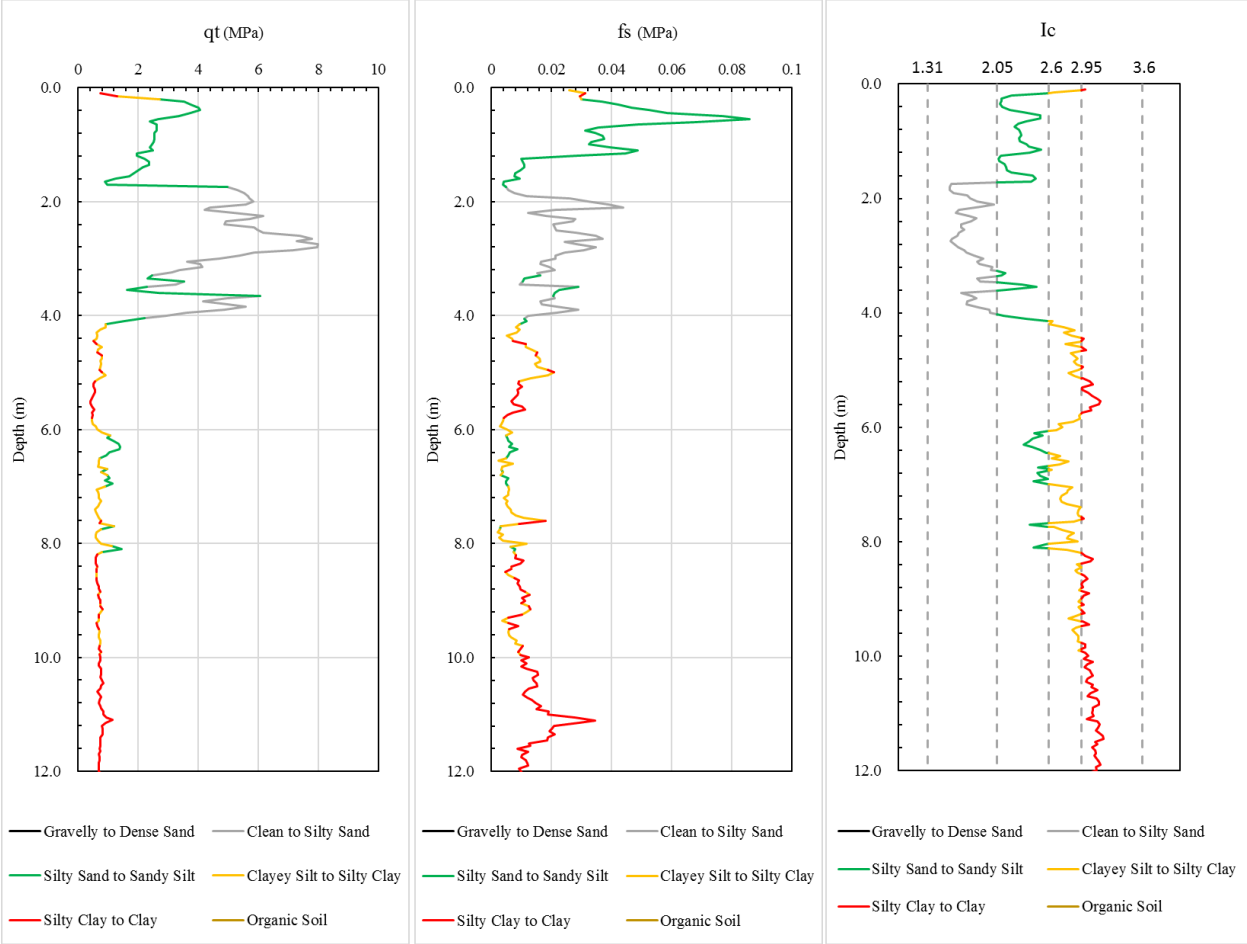 qt (MPa)
0 2 4 6 8 10
0.0
2.0
4.0
6.0
8.0
10.0
12.0
Depth (m)
Gravelly to Dense Sand Clean to Silty Sand
Silty Sand to Sandy Silt Clayey Silt to Silty Clay
Silty Clay to Clay Organic Soil
fs (MPa)
0 0.02 0.04 0.06 0.08 0.1
0.0
2.0
4.0
6.0
8.0
10.0
12.0
Depth (m)
Gravelly to Dense Sand Clean to Silty Sand
Silty Sand to Sandy Silt Clayey Silt to Silty Clay
Silty Clay to Clay Organic Soil
Ic
1.31 2.05 2.6 2.95 3.6
0.0
2.0
4.0
6.0
8.0
10.0
12.0
Depth (m)
Gravelly to Dense Sand Clean to Silty Sand
Silty Sand to Sandy Silt Clayey Silt to Silty Clay
Silty Clay to Clay Organic Soil